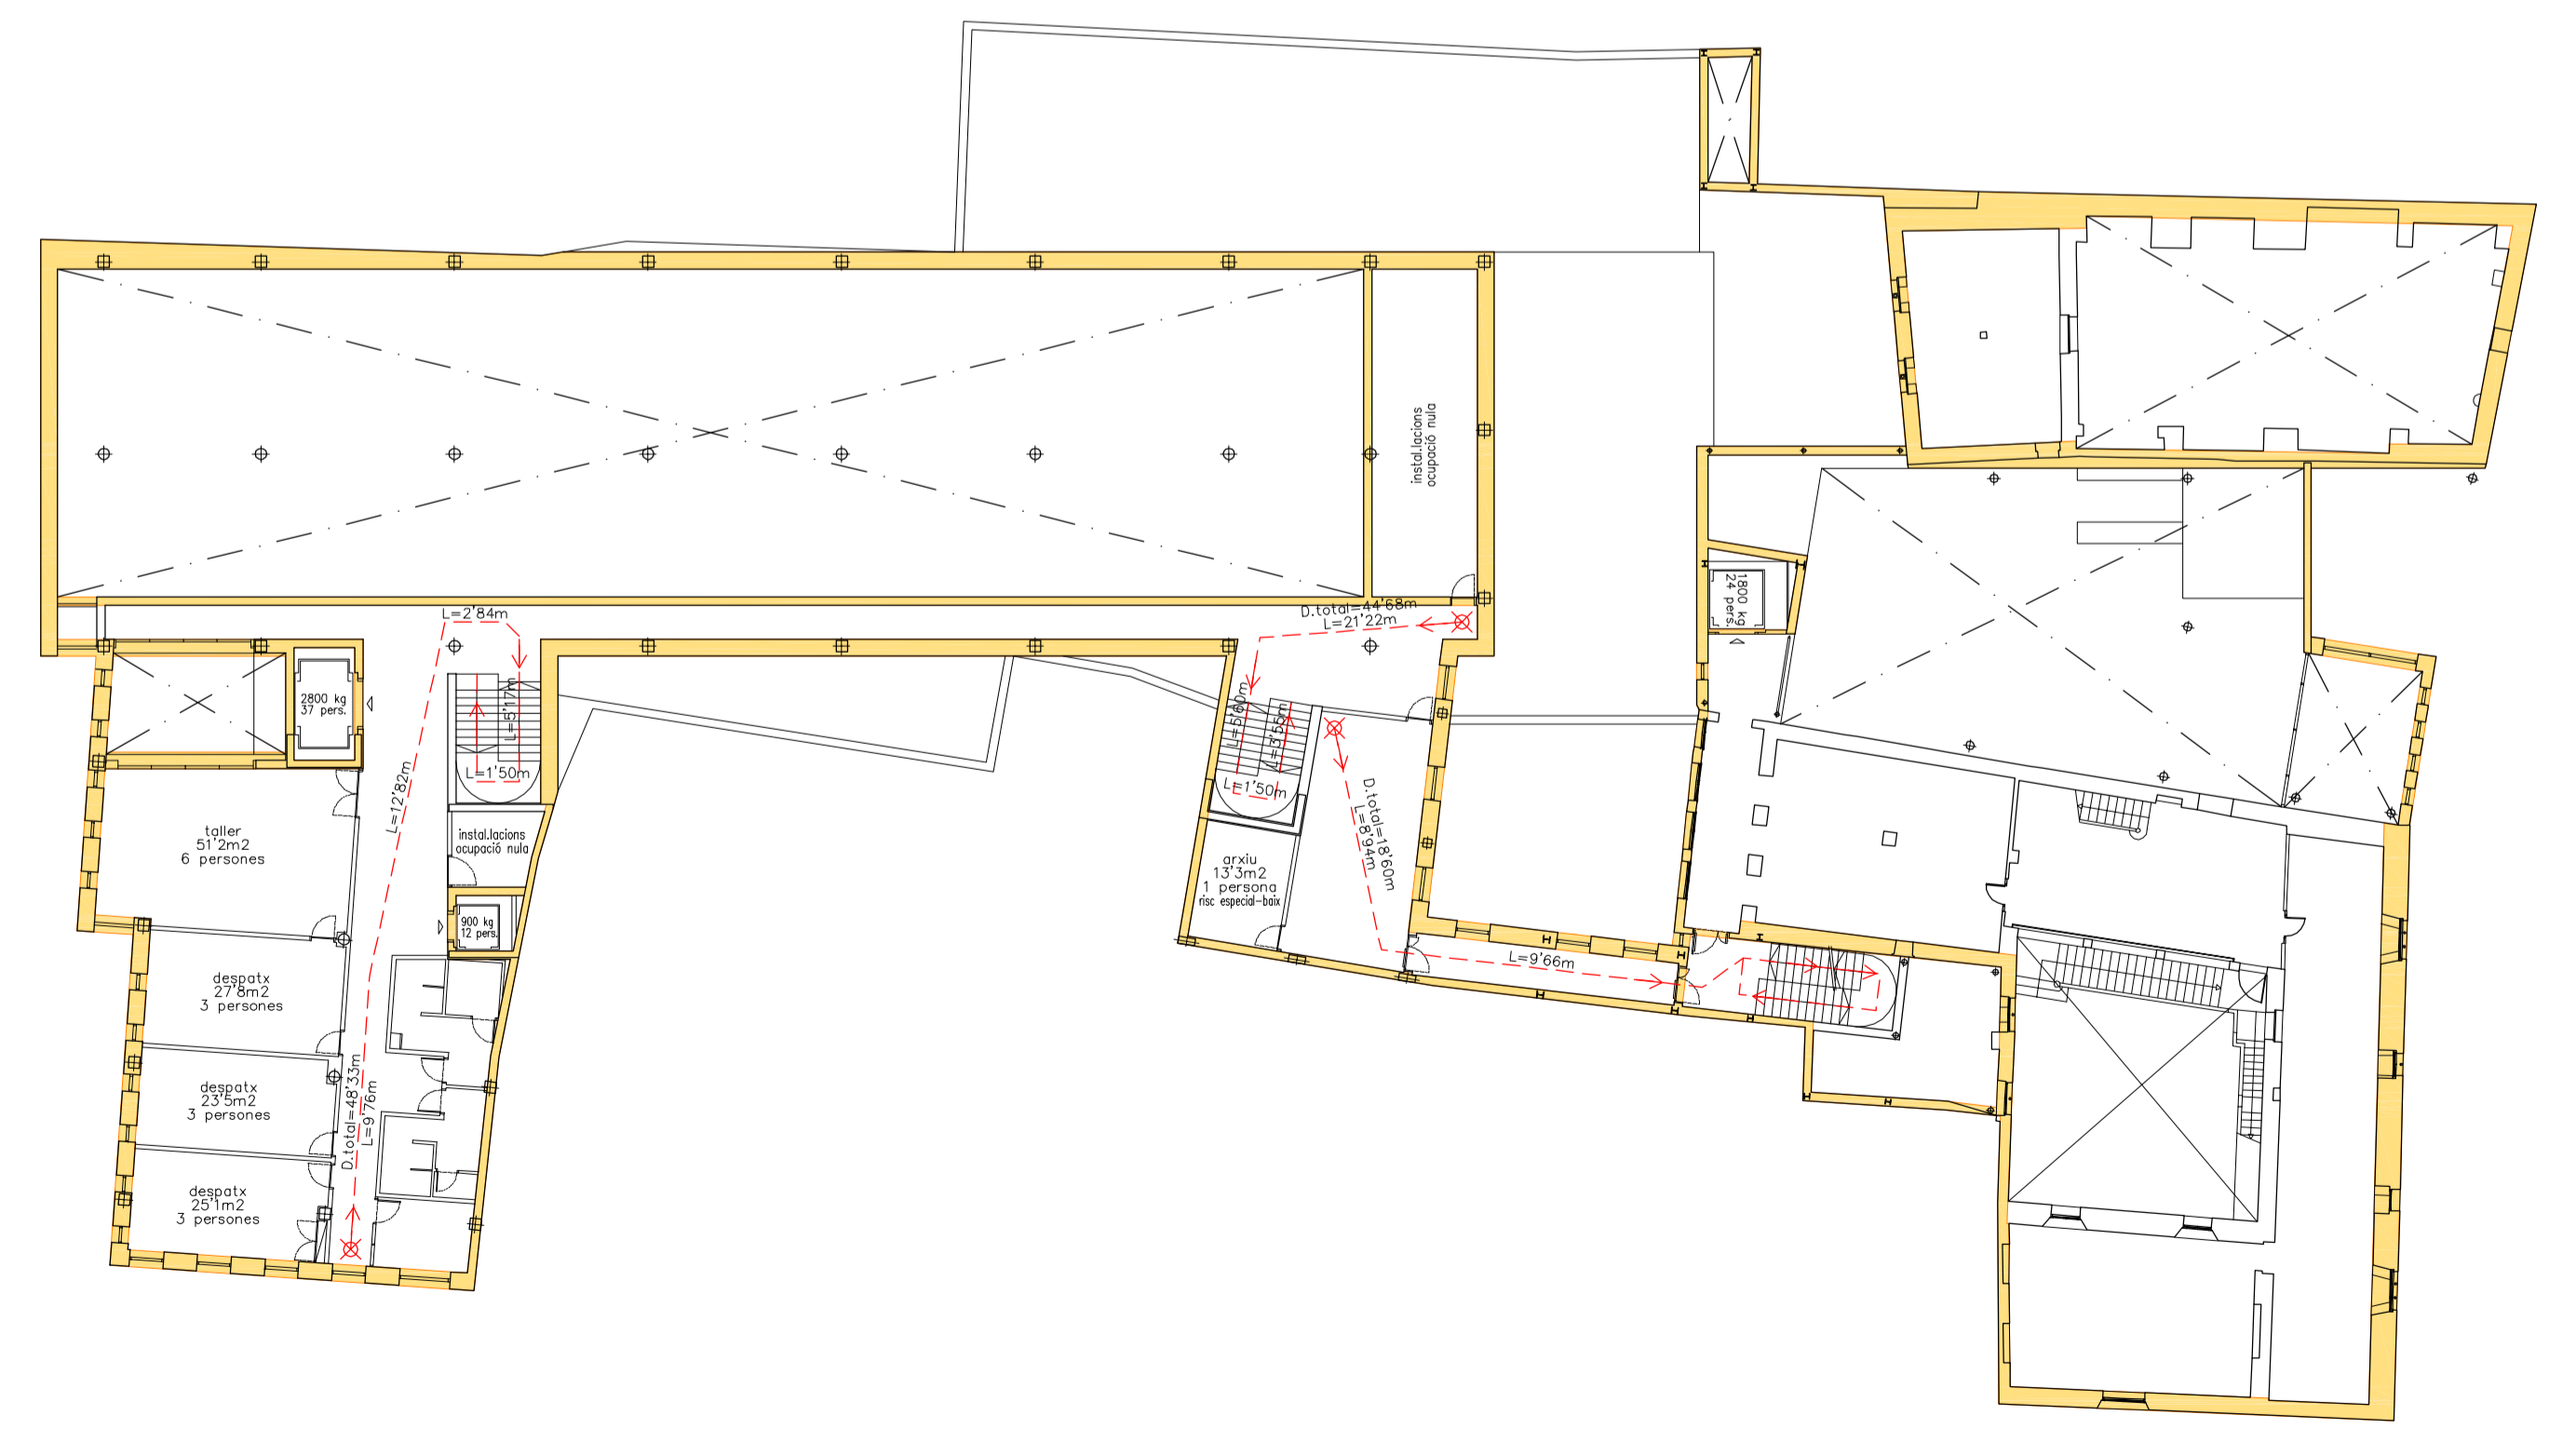 instal.lacions
ocupació nula
L=2'84m
D.total=44'68m
L=21'22m
1800 kg
24 pers.
2800 kg
37 pers.
L=5'17m
L=1'50m
L=12'82m
L=5'60m
L=3'55m
L=1'50m
taller
51'2m2
6 persones
instal.lacions
ocupació nula
D.total=18'60m
L=8'94m
arxiu
13'3m2
1 persona
risc especial-baix
900 kg
12 pers.
L=9'66m
despatx
27'8m2
3 persones
despatx
23'5m2
3 persones
D.total=48'33m
L=9'76m
despatx
25'1m2
3 persones